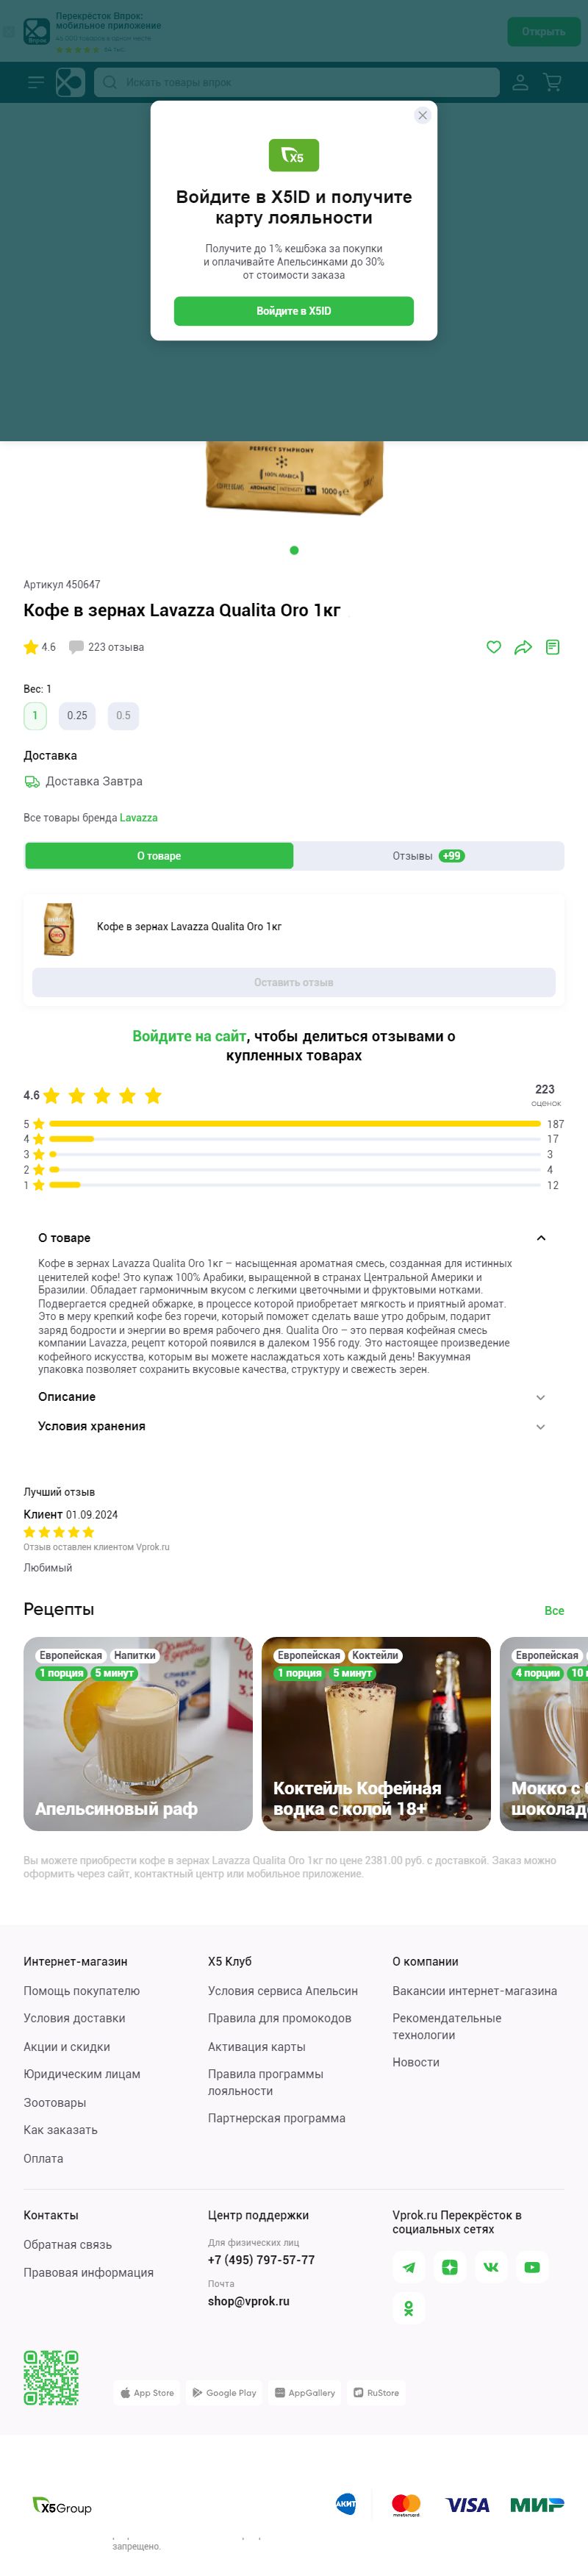 Перекресток Впрок:
мобильное приложение
Открыть
Искать товары впрок
X5
Войдите в X5ID и получите
карту лояльности
Получите до 1% кешбэка за покупки
и оплачивайте Апельсинками до 30%
от стоимости заказа
Войдите в X5ID
PERFECT SYMPHONY
100% ARABICA
COFFEE BEANS AROMATIC INTENSITY 1000 g
Артикул 450647
Кофе в зернах Lavazza Qualita Oro 1кг
4.6 223 отзыва
Вес: 1
1 0.25 0.5
Доставка
Доставка Завтра
Все товары бренда Lavazza
О товаре Отзывы +99
Кофе в зернах Lavazza Qualita Oro 1кг
Оставить отзыв
Войдите на сайт, чтобы делиться отзывами о
купленных товарах
4.6 223
оценок
5 187
4 17
3 3
2 4
1 12
О товаре
Кофе в зернах Lavazza Qualita Oro 1кг – насыщенная ароматная смесь, созданная для истинных
ценителей кофе! Это купаж 100% Арабики, выращенной в странах Центральной Америки и
Бразилии. Обладает гармоничным вкусом с легкими цветочными и фруктовыми нотками.
Подвергается средней обжарке, в процессе которой приобретает мягкость и приятный аромат.
Это в меру крепкий кофе без горечи, который поможет сделать ваше утро добрым, подарит
заряд бодрости и энергии во время рабочего дня. Qualita Oro – это первая кофейная смесь
компании Lavazza, рецепт которой появился в далеком 1956 году. Это настоящее произведение
кофейного искусства, которым вы можете наслаждаться хоть каждый день! Вакуумная
упаковка позволяет сохранить вкусовые качества, структуру и свежесть зерен.
Описание
Условия хранения
Лучший отзыв
Клиент 01.09.2024
Отзыв оставлен клиентом Vprok.ru
Любимый
Рецепты Все
Европейская Напитки
1 порция 5 минут
Апельсиновый раф
Европейская Коктейли
1 порция 5 минут
Коктейль Кофейная
водка с колой 18+
Европейская
4 порции 10
Мокко с
шоколад
Вы можете приобрести кофе в зернах Lavazza Qualita Oro 1кг по цене 2381.00 руб. с доставкой. Заказ можно
оформить через сайт, контактный центр или мобильное приложение.
Интернет-магазин
Помощь покупателю
Условия доставки
Акции и скидки
Юридическим лицам
Зоотовары
Как заказать
Оплата
X5 Клуб
Условия сервиса Апельсин
Правила для промокодов
Активация карты
Правила программы
лояльности
Партнерская программа
О компании
Вакансии интернет-магазина
Рекомендательные
технологии
Новости
Контакты
Обратная связь
Правовая информация
Центр поддержки
Для физических лиц
+7 (495) 797-57-77
Почта
shop@vprok.ru
Vprok.ru Перекрёсток в
социальных сетях
App Store Google Play AppGallery RuStore
X5Group АКИТ mastercard VISA МИР
запрещено.